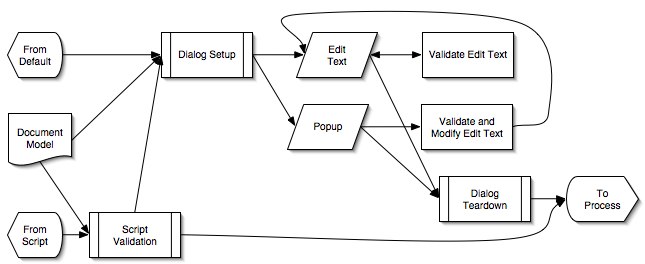 From
Default
Dialog Setup
Edit
Text
Validate Edit Text
Document
Model
Popup
Validate and
Modify Edit Text
Dialog
Teardown
To
Process
From
Script
Script
Validation